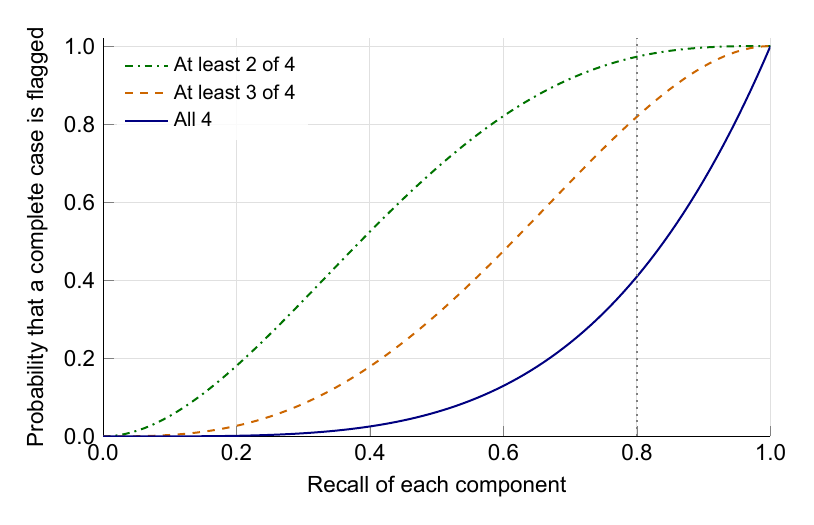 Probability that a complete case is flagged
1.0
0.8
0.6
0.4
0.2
0.0
At least 2 of 4
At least 3 of 4
All 4
0.0 0.2 0.4 0.6 0.8 1.0
Recall of each component